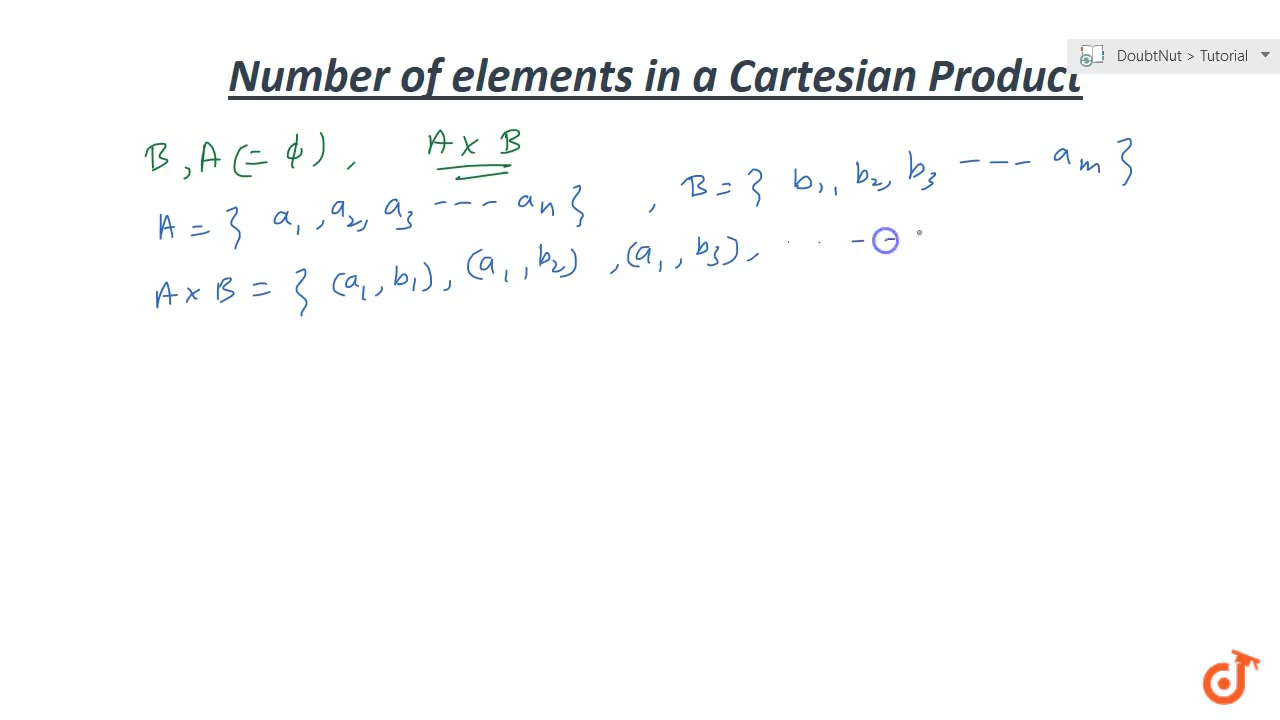 DoubtNut > Tutorial
Number of elements in a Cartesian Product
B, A (= ϕ), A × B
A = { a₁, a₂, a₃ ---- aₙ } , B = { b₁, b₂, b₃ --- aₘ }
A × B = { (a₁, b₁), (a₁, b₂), (a₁, b₃), . . - -